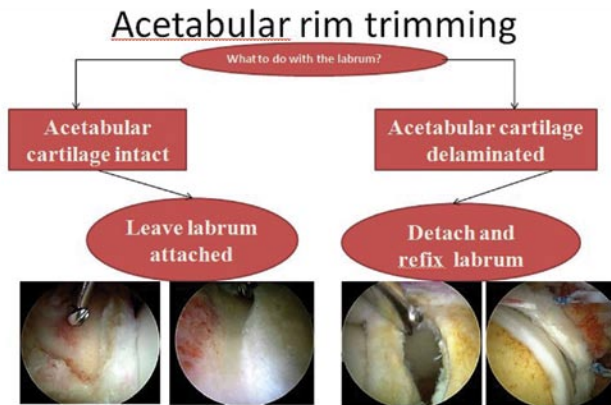 Acetabular rim trimming
What to do with the labrum?
Acetabular
cartilage intact
Acetabular cartilage
delaminated
Leave labrum
attached
Detach and
refix labrum